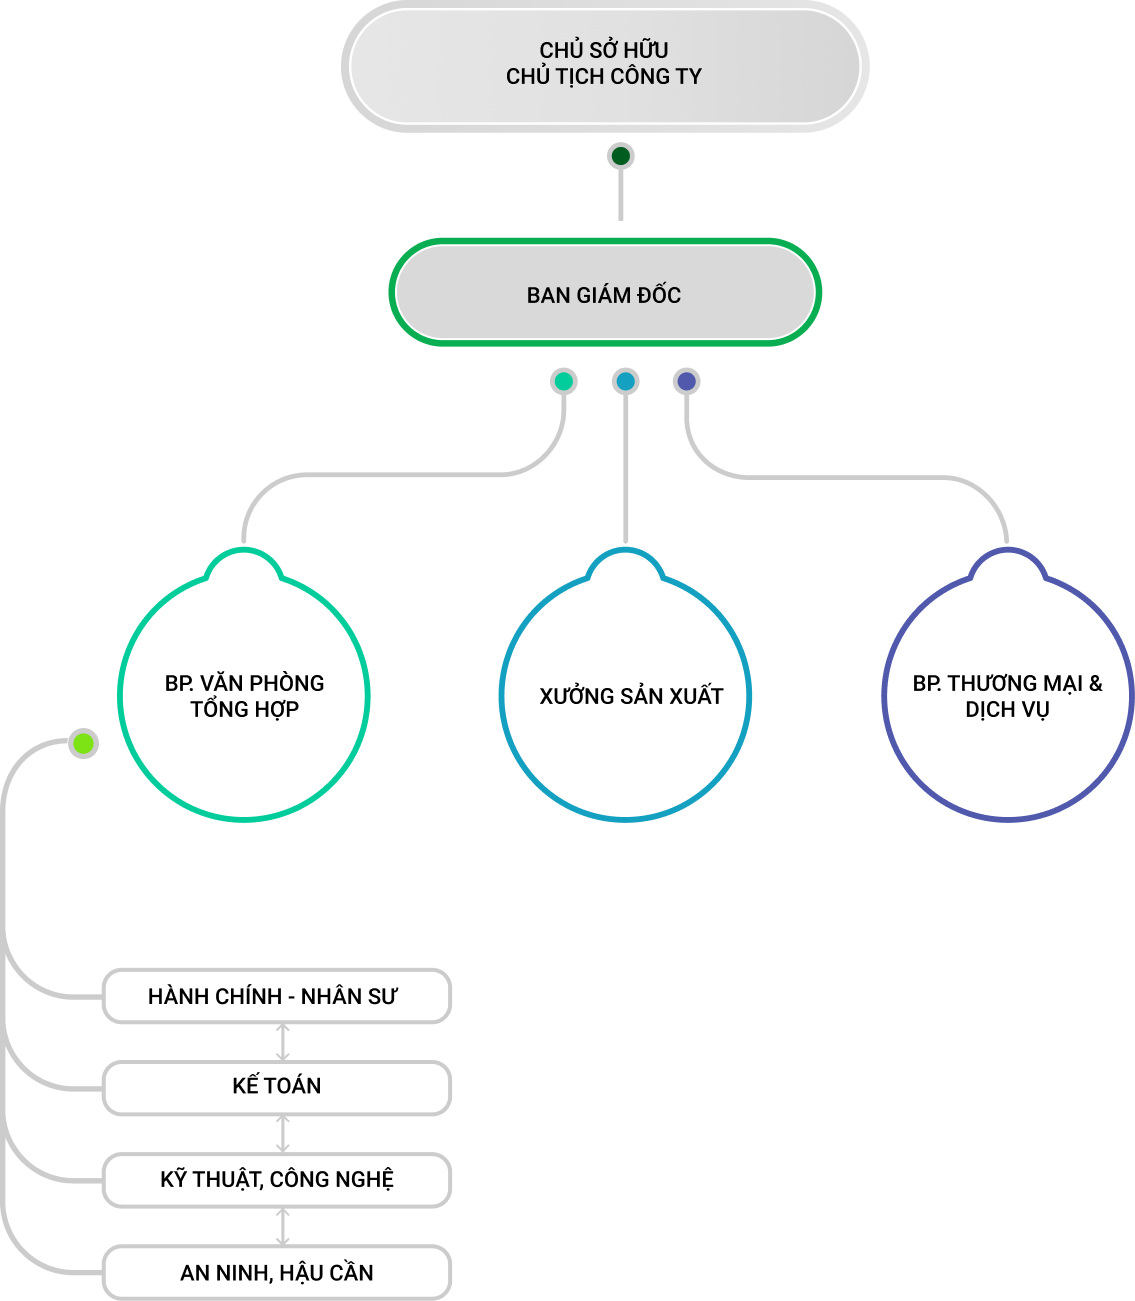 CHỦ SỞ HỮU
CHỦ TỊCH CÔNG TY
BAN GIÁM ĐỐC
BP. VĂN PHÒNG
TỔNG HỢP
XƯỞNG SẢN XUẤT
BP. THƯƠNG MẠI &
DỊCH VỤ
HÀNH CHÍNH - NHÂN SƯ
KẾ TOÁN
KỸ THUẬT, CÔNG NGHỆ
AN NINH, HẬU CẦN